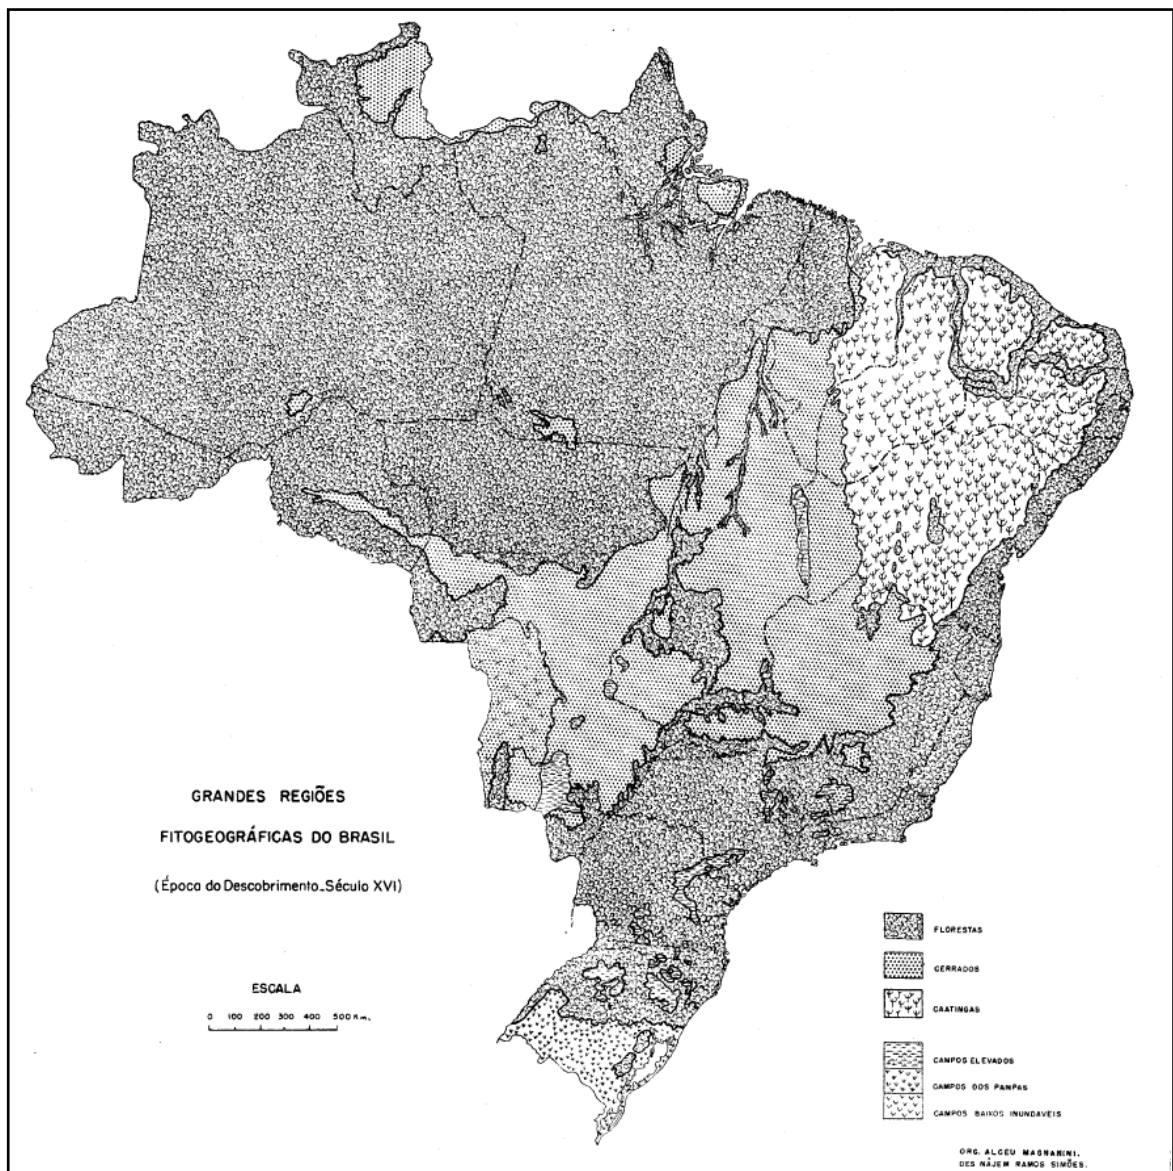 GRANDES REGIÕES
FITOGEOGRÁFICAS DO BRASIL
(Época do Descobrimento_Século XVI)
ESCALA
0 100 200 300 400 500 Km.
FLORESTAS
CERRADOS
CAATINGAS
CAMPOS ELEVADOS
CAMPOS DOS PAMPAS
CAMPOS BAIXOS INUNDAVEIS
ORG. ALCEU MAGNANINI.
DES NÁJEM RAMOS SIMÕES.